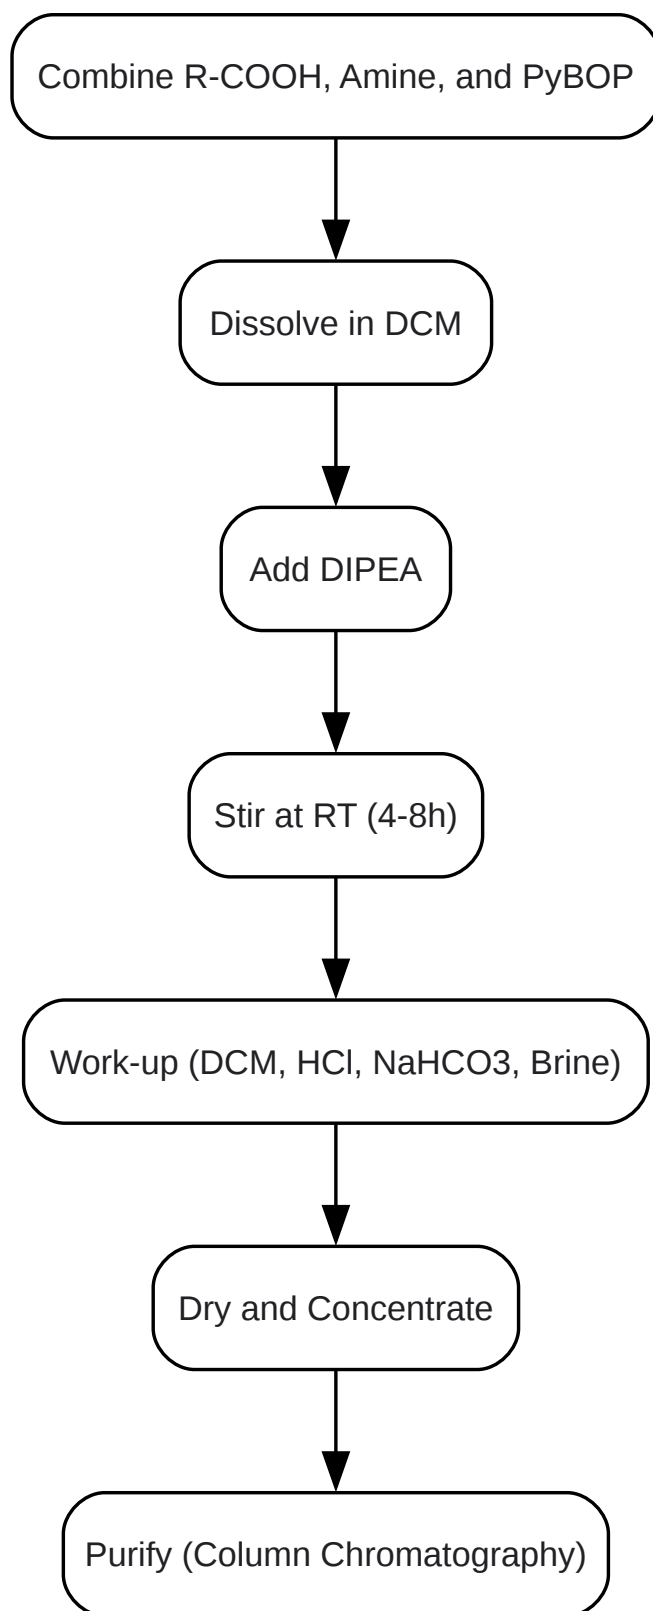 Combine R-COOH, Amine, and PyBOP
Dissolve in DCM
Add DIPEA
Stir at RT (4-8h)
Work-up (DCM, HCl, NaHCO3, Brine)
Dry and Concentrate
Purify (Column Chromatography)